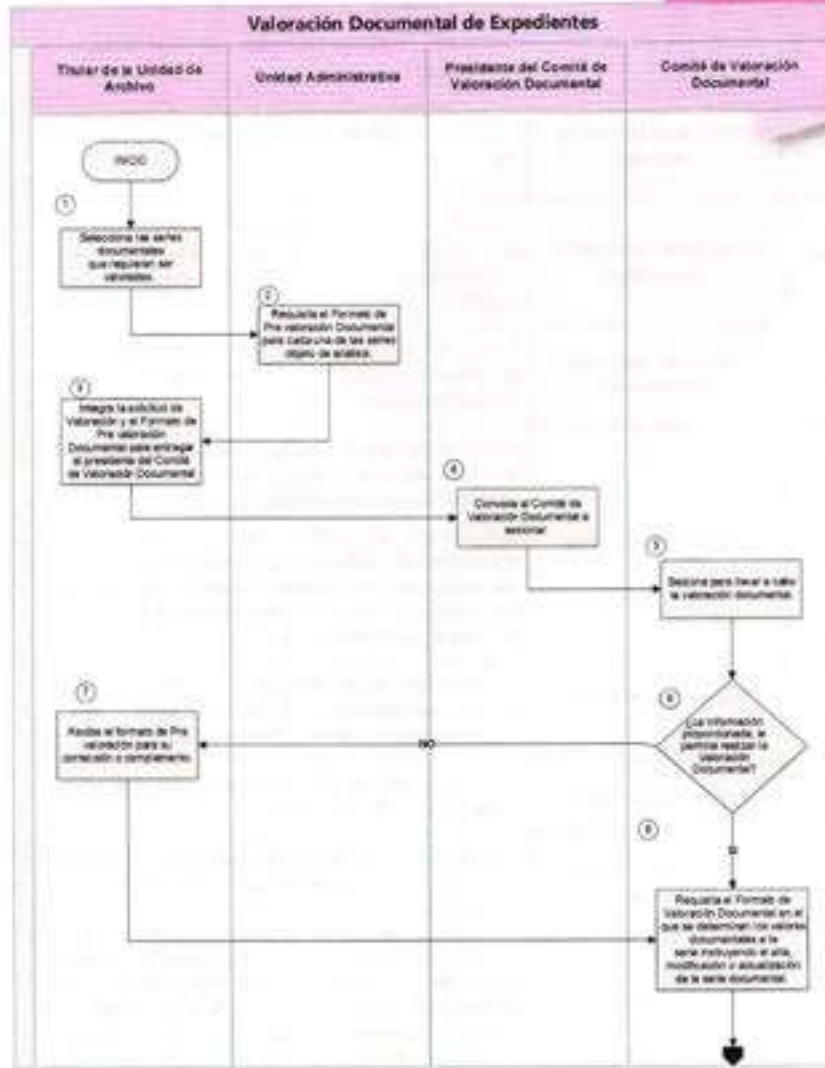 Valoración Documental de Expedientes
Titular de la Unidad de
Archivo
Unidad Administrativa
Presidente del Comité de
Valoración Documental
Comité de Valoración
Documental
INICIO
1
Selecciona las series
documentales
que requieran ser
valoradas.
2
Requisita el Formato de
Pre valoración Documental
para cada una de las series
objeto de análisis.
3
Integra la solicitud de
Valoración y el Formato de
Pre valoración
Documental para entregar
al presidente del Comité
de Valoración Documental
4
Convoca al Comité de
Valoración Documental a
sesionar.
5
Sesiona para llevar a cabo
la valoración documental.
6
¿La información
proporcionada, le
permite realizar la
Valoración
Documental?
NO
7
Recibe el formato de Pre
valoración para su
corrección o complemento.
SI
8
Requisita el Formato de
Valoración Documental en el
que se determinan los valores
documentales a la
serie instruyendo el alta,
modificación o actualización
de la serie documental.